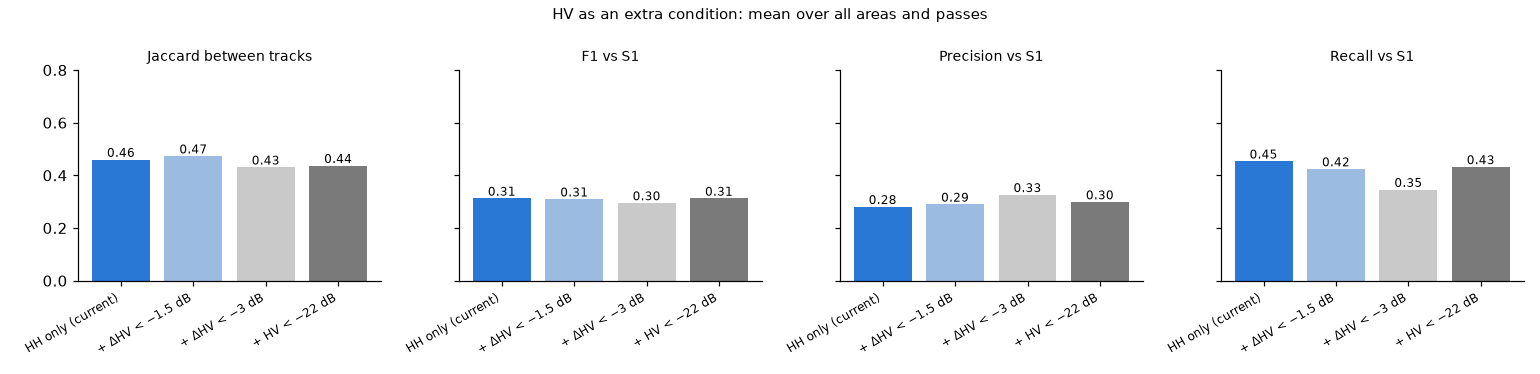 HV as an extra condition: mean over all areas and passes
Jaccard between tracks
0.8
0.6
0.4
0.2
0.0
0.46
0.47
0.43
0.44
HH only (current)
+ ΔHV < −1.5 dB
+ ΔHV < −3 dB
+ HV < −22 dB
F1 vs S1
0.31
0.31
0.30
0.31
HH only (current)
+ ΔHV < −1.5 dB
+ ΔHV < −3 dB
+ HV < −22 dB
Precision vs S1
0.28
0.29
0.33
0.30
HH only (current)
+ ΔHV < −1.5 dB
+ ΔHV < −3 dB
+ HV < −22 dB
Recall vs S1
0.45
0.42
0.35
0.43
HH only (current)
+ ΔHV < −1.5 dB
+ ΔHV < −3 dB
+ HV < −22 dB